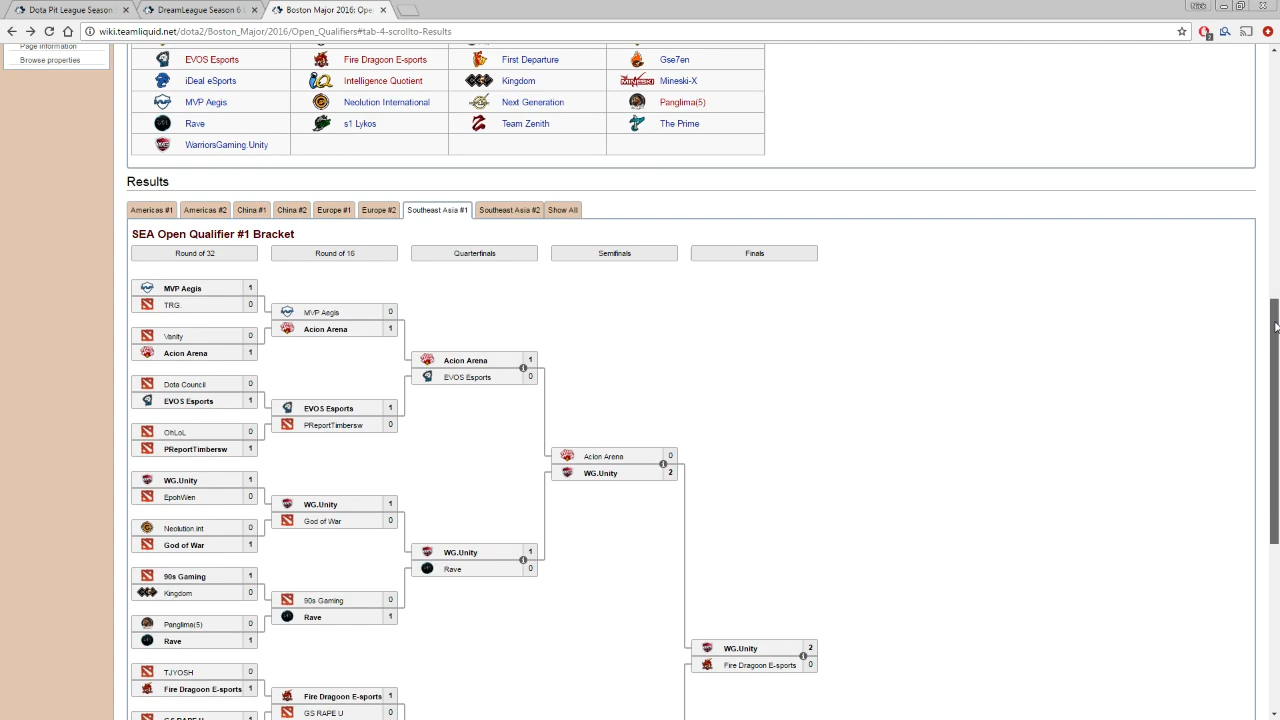 Dota Pit League Season
DreamLeague Season 6
Boston Major 2016: Ope
wiki.teamliquid.net/dota2/Boston_Major/2016/Open_Qualifiers#tab-4-scrollto-Results
Page information
Browse properties
EVOS Esports Fire Dragoon E-sports First Departure Gse7en
iDeal eSports Intelligence Quotient Kingdom Mineski-X
MVP Aegis Neolution International Next Generation Panglima(5)
Rave s1 Lykos Team Zenith The Prime
WarriorsGaming.Unity
Results
Americas #1 Americas #2 China #1 China #2 Europe #1 Europe #2 Southeast Asia #1 Southeast Asia #2 Show All
SEA Open Qualifier #1 Bracket
Round of 32 Round of 16 Quarterfinals Semifinals Finals
MVP Aegis 1
TRG. 0
MVP Aegis 0
Acion Arena 1
Vanity 0
Acion Arena 1
Acion Arena 1
EVOS Esports 0
Dota Council 0
EVOS Esports 1
EVOS Esports 1
PReportTimbersw 0
OhLoL 0
PReportTimbersw 1
Acion Arena 0
WG.Unity 2
WG.Unity 1
EpohWen 0
WG.Unity 1
God of War 0
Neolution Int 0
God of War 1
WG.Unity 1
Rave 0
90s Gaming 1
Kingdom 0
90s Gaming 0
Rave 1
Panglima(5) 0
Rave 1
WG.Unity 2
Fire Dragoon E-sports 0
TJYOSH 0
Fire Dragoon E-sports 1
Fire Dragoon E-sports 1
GS RAPE U 0
GS RAPE U